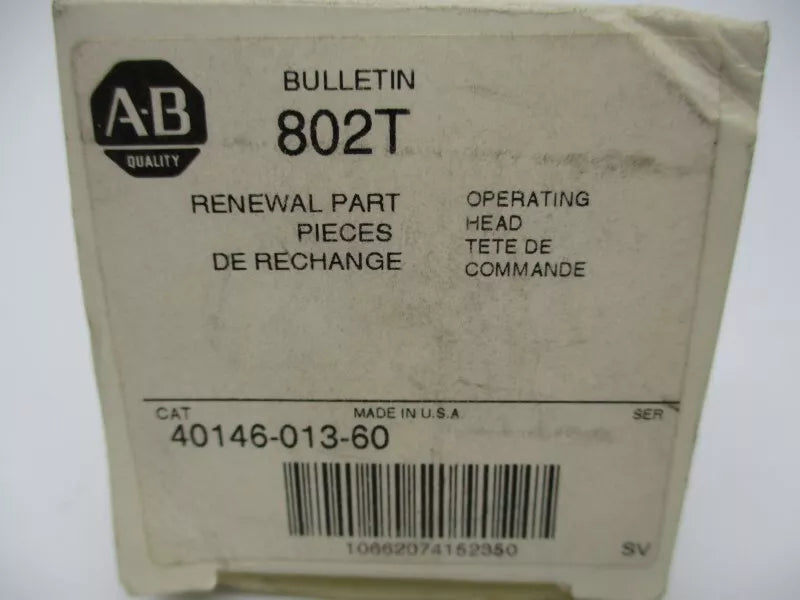 A-B
QUALITY
BULLETIN
802T
RENEWAL PART
PIECES
DE RECHANGE
OPERATING
HEAD
TETE DE
COMMANDE
CAT
MADE IN U.S.A
SER
40146-013-60
10662074152350
SV